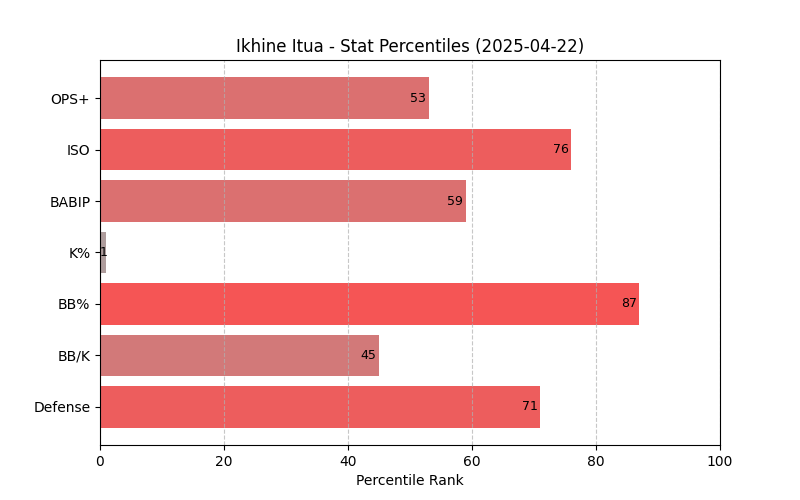 Ikhine Itua - Stat Percentiles (2025-04-22)
OPS+ 53
ISO 76
BABIP 59
K% 1
BB% 87
BB/K 45
Defense 71
0 20 40 60 80 100
Percentile Rank